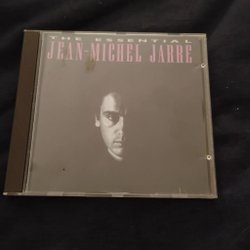 THE ESSENTIAL
JEAN-MICHEL JARRE